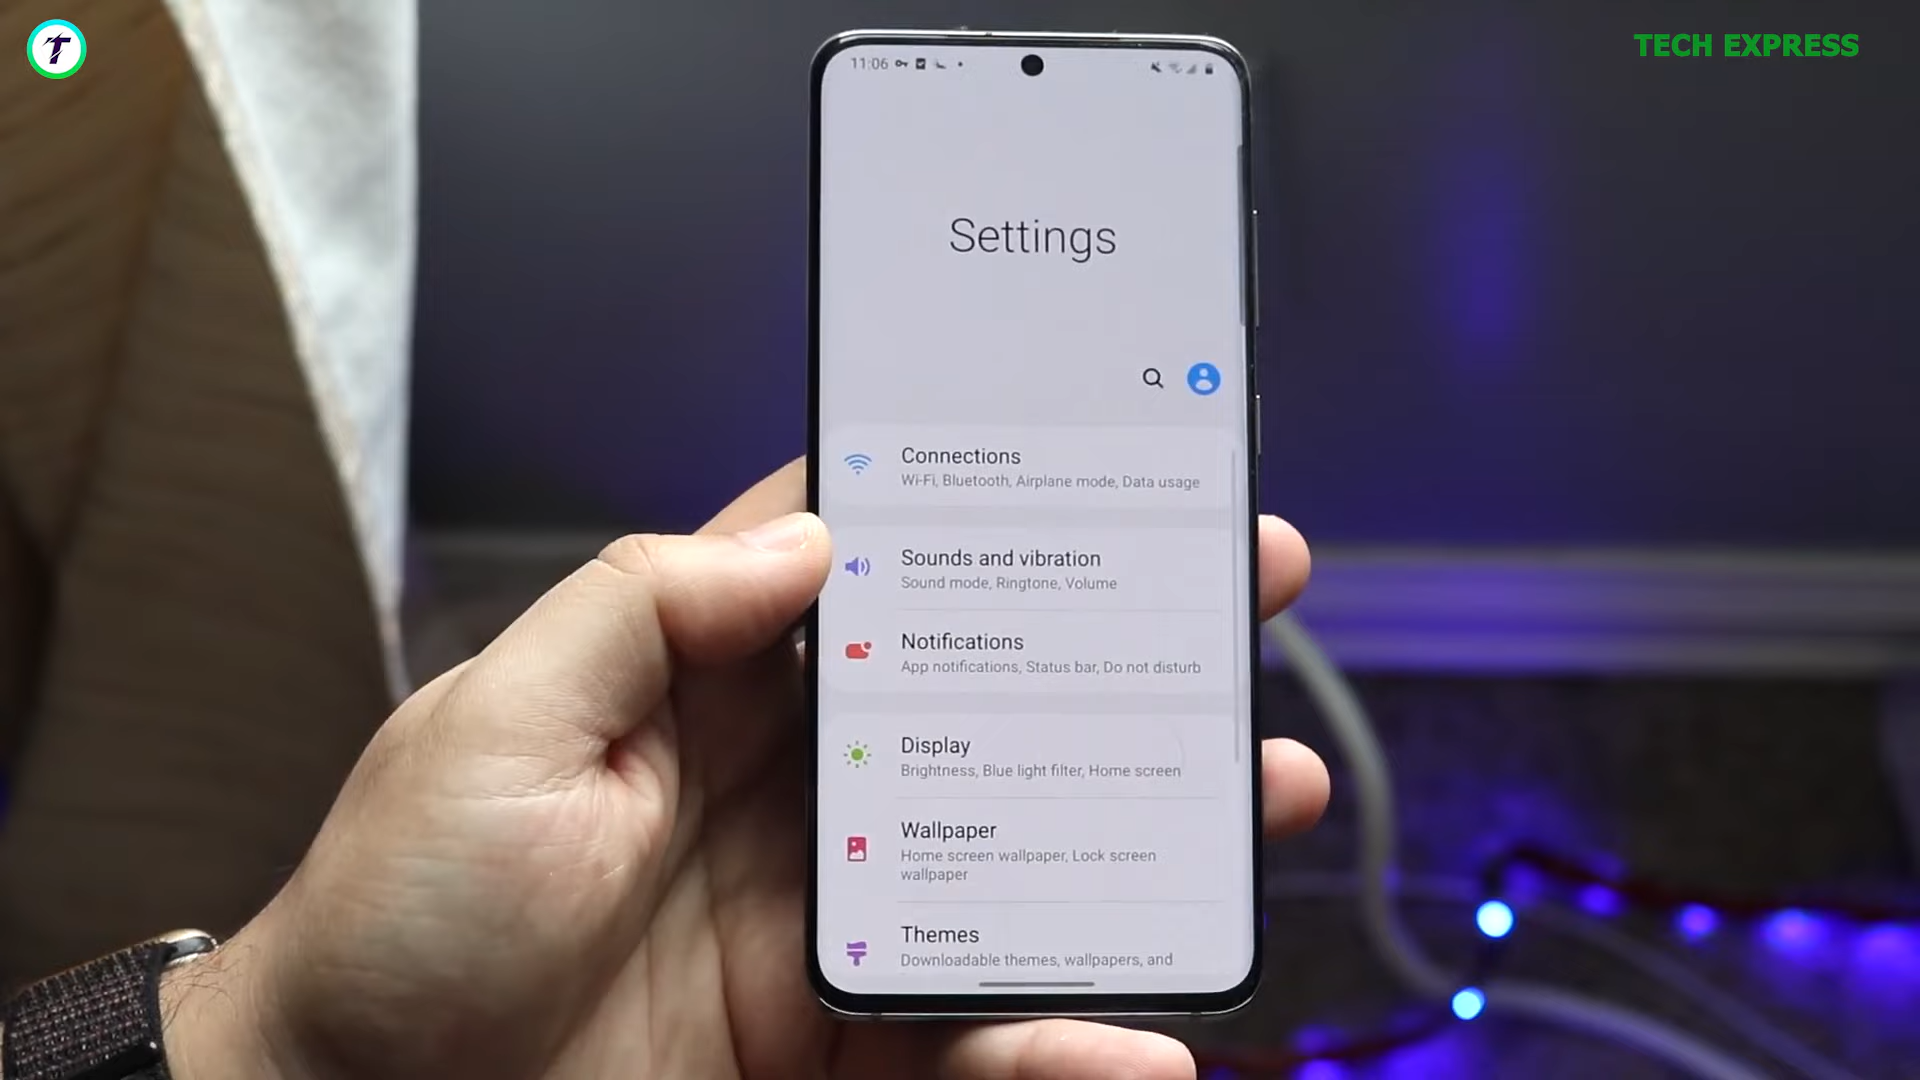 T
TECH EXPRESS
11:06
Settings
Connections
Wi-Fi, Bluetooth, Airplane mode, Data usage
Sounds and vibration
Sound mode, Ringtone, Volume
Notifications
App notifications, Status bar, Do not disturb
Display
Brightness, Blue light filter, Home screen
Wallpaper
Home screen wallpaper, Lock screen
wallpaper
Themes
Downloadable themes, wallpapers, and